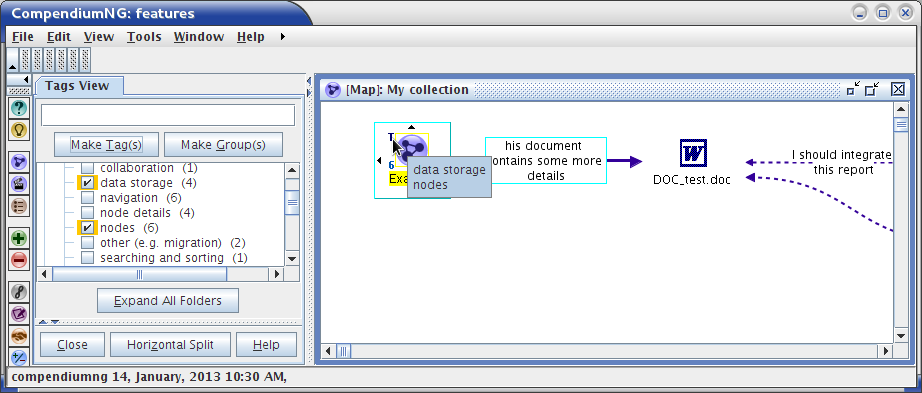 CompendiumNG: features
File Edit View Tools Window Help
Tags View
Make Tag(s) Make Group(s)
collaboration (1)
data storage (4)
navigation (6)
node details (4)
nodes (6)
other (e.g. migration) (2)
searching and sorting (1)
Expand All Folders
Close Horizontal Split Help
[Map]: My collection
T
6
Exa
data storage
nodes
his document
ontains some more
details
W
DOC_test.doc
I should integrate
this report
compendiumng 14, January, 2013 10:30 AM,